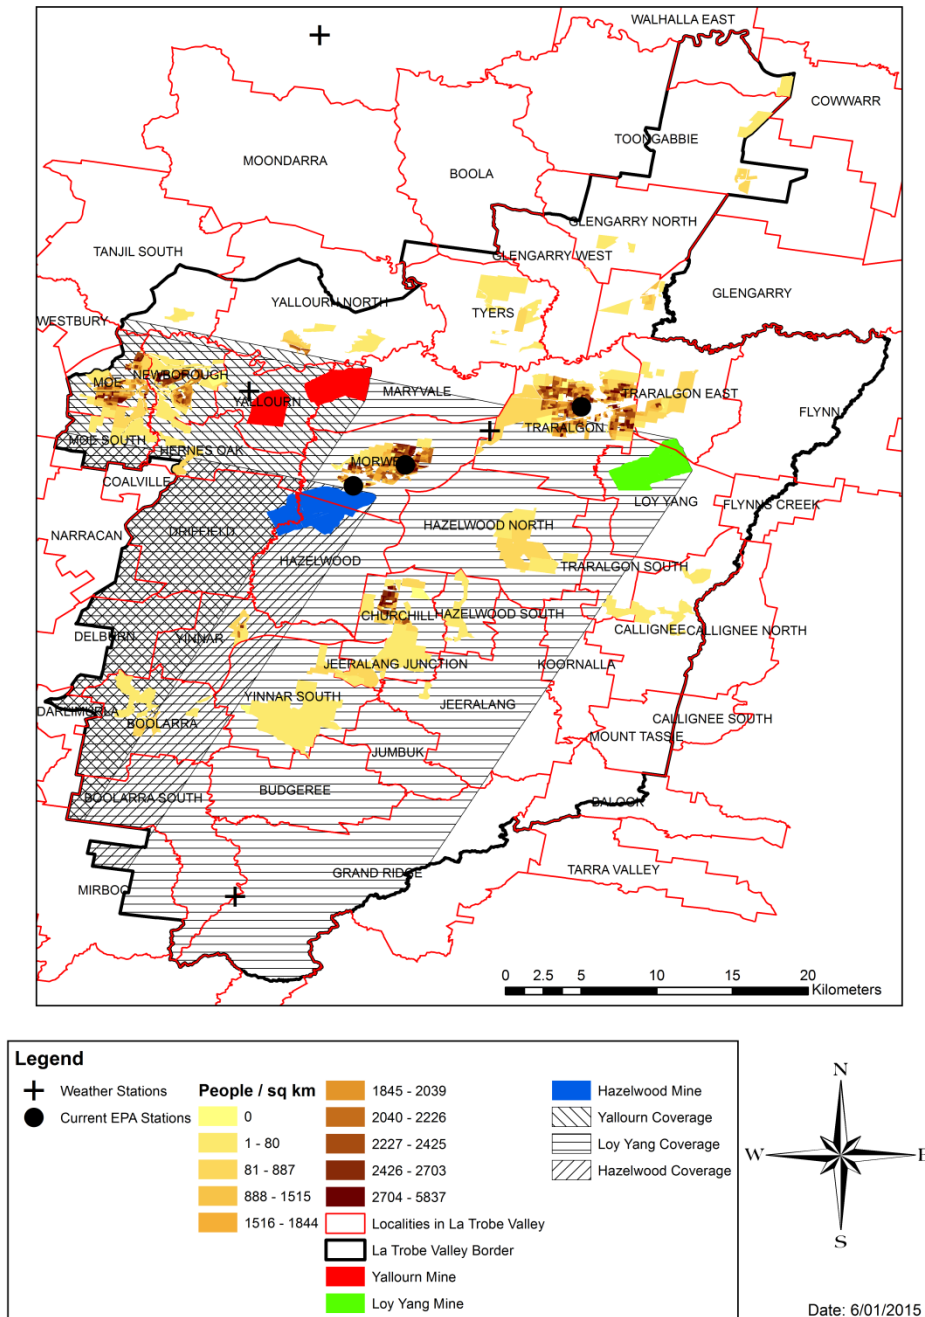 WALHALLA EAST
COWWARR
TOONGABBIE
MOONDARRA
BOOLA
GLENGARRY NORTH
TANJIL SOUTH
GLENGARRY WEST
GLENGARRY
YALLOURN NORTH
WESTBURY
TYERS
NEWBOROUGH
MOE
MARYVALE
TRARALGON EAST
YALLOURN
FLYNN
TRARALGON
MOE SOUTH
HERNES OAK
MORWE
COALVILLE
LOY YANG
FLYNNS CREEK
NARRACAN
DRIFFIELD
HAZELWOOD NORTH
HAZELWOOD
TRARALGON SOUTH
CHURCHILL
HAZELWOOD SOUTH
CALLIGNEE
CALLIGNEE NORTH
DELBURN
YINNAR
JEERALANG JUNCTION
KOORNALLA
YINNAR SOUTH
JEERALANG
DARLIMURLA
BOOLARRA
CALLIGNEE SOUTH
MOUNT TASSIE
JUMBUK
BUDGEREE
BOOLARRA SOUTH
BALOOK
GRAND RIDGE
TARRA VALLEY
MIRBOO
0 2.5 5 10 15 20
Kilometers
Legend
Weather Stations
Current EPA Stations
People / sq km
0
1 - 80
81 - 887
888 - 1515
1516 - 1844
1845 - 2039
2040 - 2226
2227 - 2425
2426 - 2703
2704 - 5837
Localities in La Trobe Valley
La Trobe Valley Border
Yallourn Mine
Loy Yang Mine
Hazelwood Mine
Yallourn Coverage
Loy Yang Coverage
Hazelwood Coverage
N
W
E
S
Date: 6/01/2015